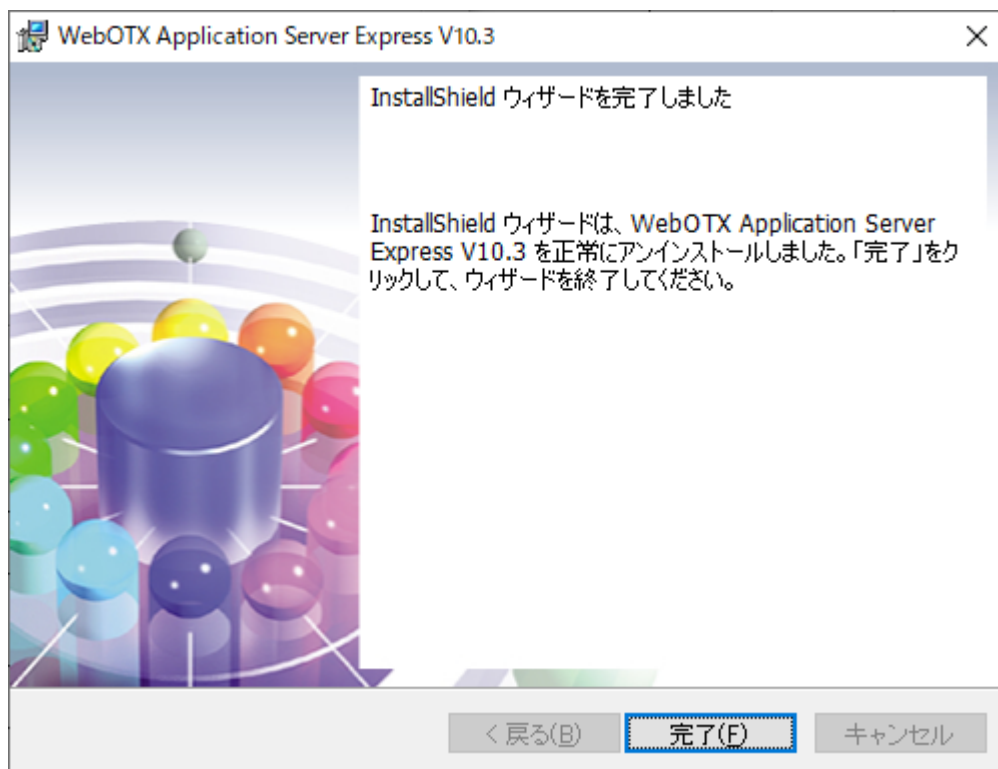 WebOTX Application Server Express V10.3
InstallShield ウィザードを完了しました
InstallShield ウィザードは、WebOTX Application Server
Express V10.3 を正常にアンインストールしました。「完了」をク
リックして、ウィザードを終了してください。
< 戻る(B)
完了(F)
キャンセル